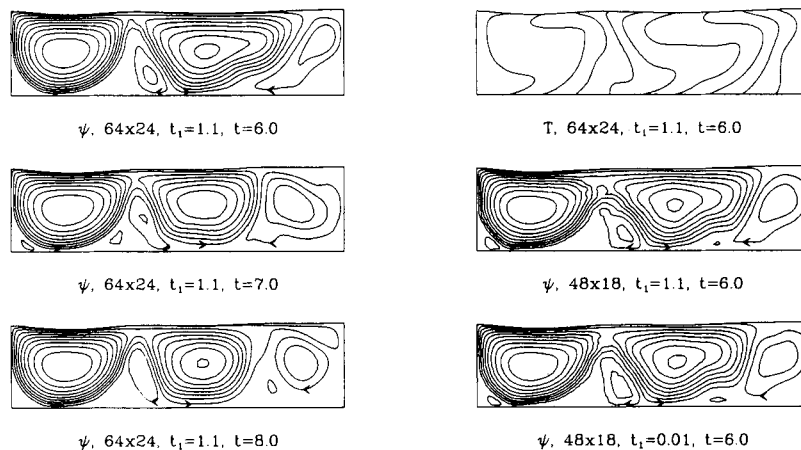 ψ, 64x24, t₁=1.1, t=6.0
T, 64x24, t₁=1.1, t=6.0
ψ, 64x24, t₁=1.1, t=7.0
ψ, 48x18, t₁=1.1, t=6.0
ψ, 64x24, t₁=1.1, t=8.0
ψ, 48x18, t₁=0.01, t=6.0